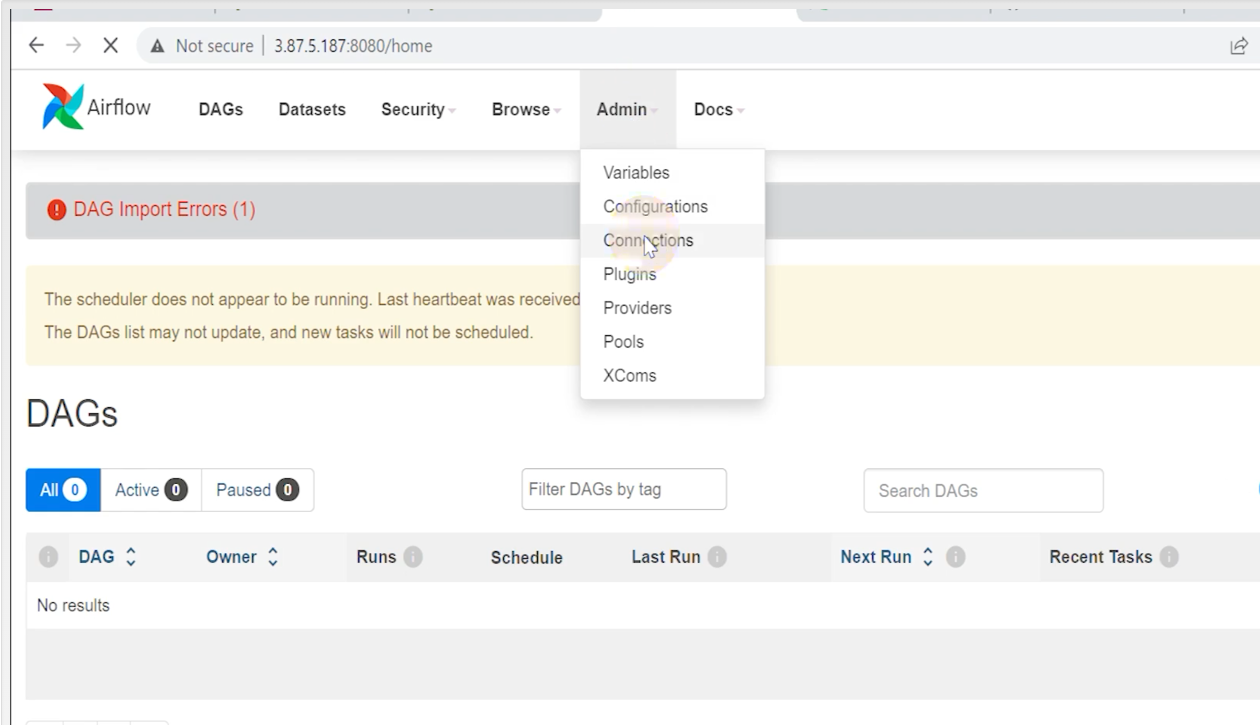 Not secure | 3.87.5.187:8080/home
Airflow DAGs Datasets Security Browse Admin Docs
Variables
DAG Import Errors (1)
Configurations
Connections
Plugins
The scheduler does not appear to be running. Last heartbeat was received
Providers
The DAGs list may not update, and new tasks will not be scheduled.
Pools
XComs
DAGs
All 0 Active 0 Paused 0 Filter DAGs by tag Search DAGs
DAG Owner Runs Schedule Last Run Next Run Recent Tasks
No results